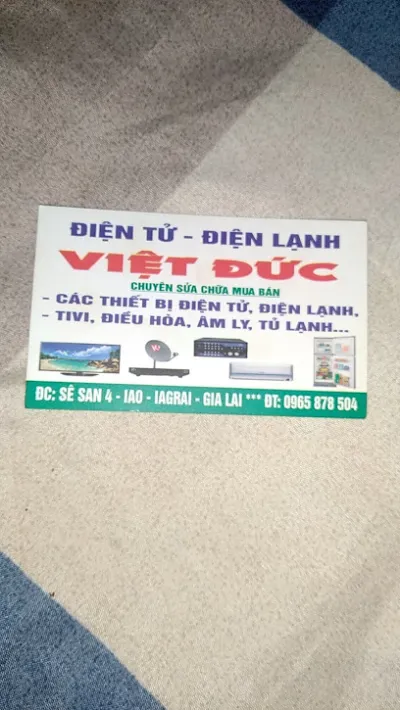 ĐIỆN TỬ - ĐIỆN LẠNH
VIỆT ĐỨC
CHUYÊN SỬA CHỮA MUA BÁN
- CÁC THIẾT BỊ ĐIỆN TỬ, ĐIỆN LẠNH,
- TIVI, ĐIỀU HÒA, ÂM LY, TỦ LẠNH...
ĐC: SÊ SAN 4 - IAO - IAGRAI - GIA LAI *** ĐT: 0965 878 504